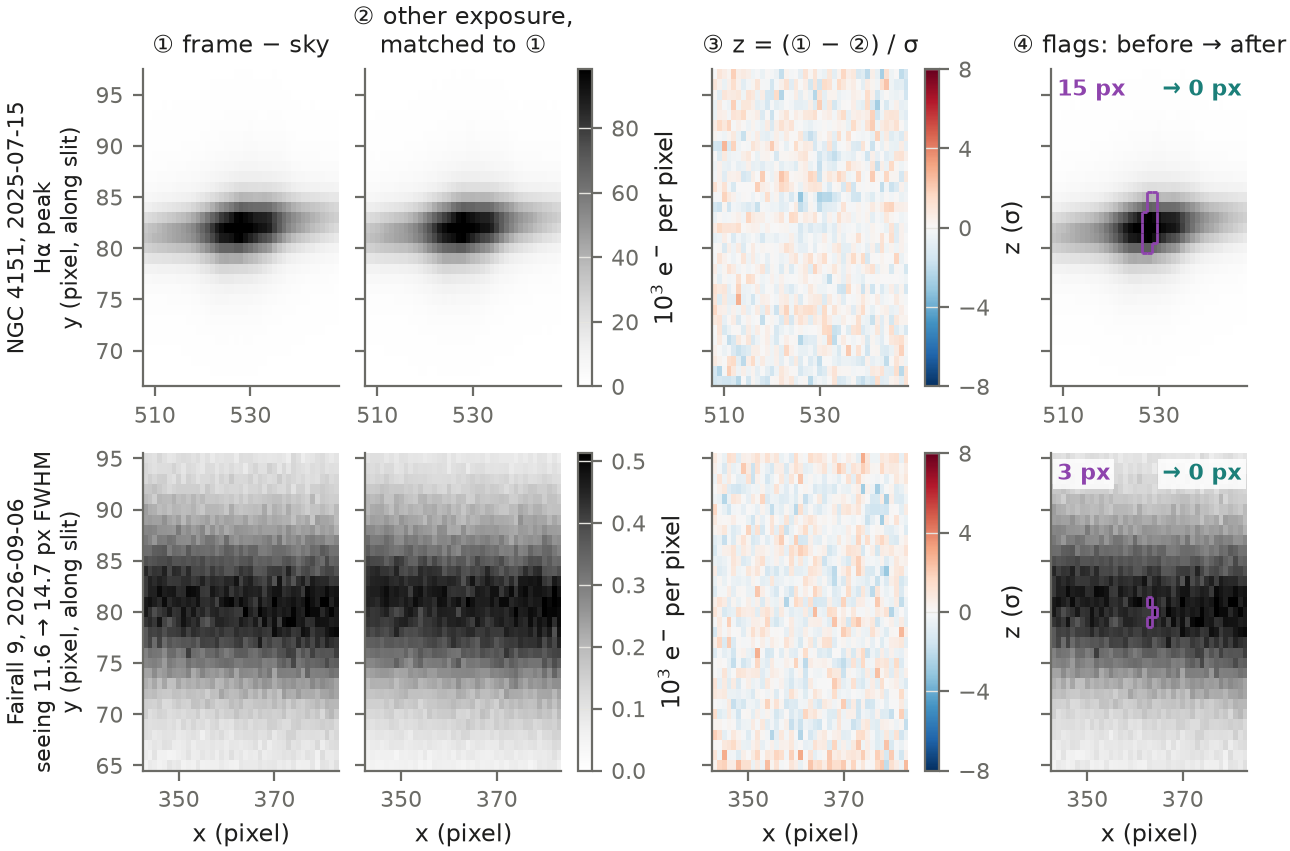 ① frame − sky
② other exposure,
matched to ①
③ z = (① − ②) / σ
④ flags: before → after
NGC 4151, 2025-07-15
Hα peak
y (pixel, along slit)
95
90
85
80
75
70
510
530
510
530
80
60
40
20
0
10³ e⁻ per pixel
510
530
8
4
0
−4
−8
z (σ)
15 px
→ 0 px
510
530
Fairall 9, 2026-09-06
seeing 11.6 → 14.7 px FWHM
y (pixel, along slit)
95
90
85
80
75
70
65
350
370
x (pixel)
350
370
x (pixel)
0.5
0.4
0.3
0.2
0.1
0.0
10³ e⁻ per pixel
350
370
x (pixel)
8
4
0
−4
−8
z (σ)
3 px
→ 0 px
350
370
x (pixel)